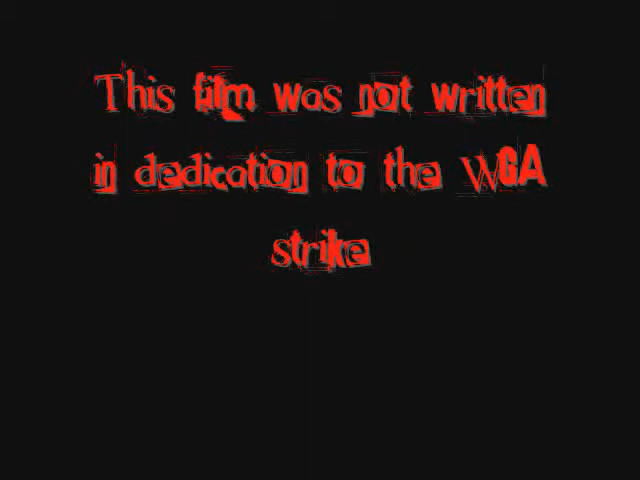 This film was not written
in dedication to the WGA
strike